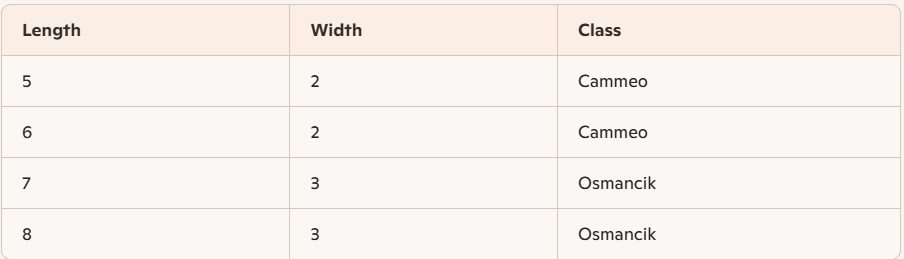 Length Width Class
5 2 Cammeo
6 2 Cammeo
7 3 Osmancik
8 3 Osmancik